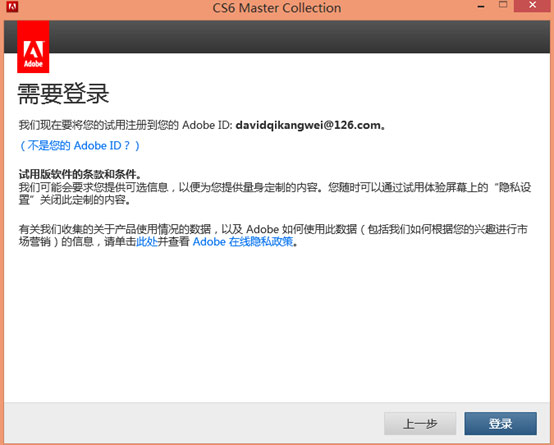 CS6 Master Collection
Adobe
需要登录
我们现在要将您的试用注册到您的 Adobe ID: davidqikangwei@126.com。
（不是您的 Adobe ID？）
试用版软件的条款和条件。
我们可能会要求您提供可选信息，以便为您提供量身定制的内容。您随时可以通过试用体验屏幕上的“隐私设
置”关闭此定制的内容。
有关我们收集的关于产品使用情况的数据，以及 Adobe 如何使用此数据（包括我们如何根据您的兴趣进行市
场营销）的信息，请单击此处并查看 Adobe 在线隐私政策。
上一步
登录